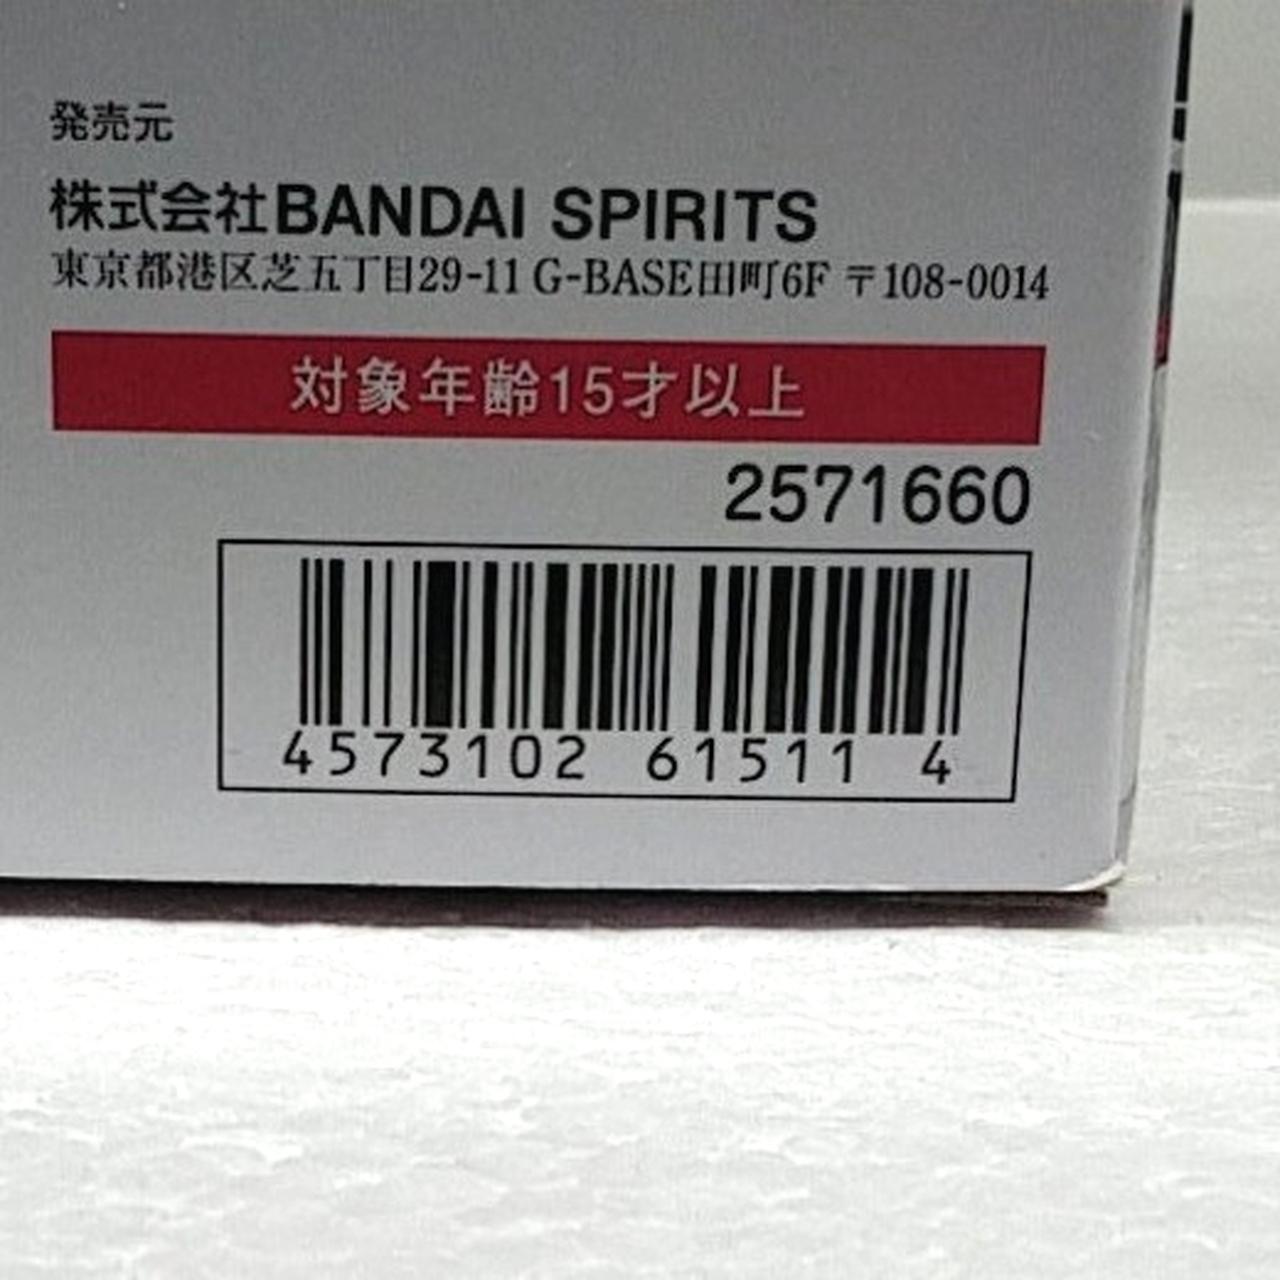 発売元
株式会社BANDAI SPIRITS
東京都港区芝五丁目29-11 G-BASE田町6F 〒108-0014
対象年齢15才以上
2571660
4573102 61511 4